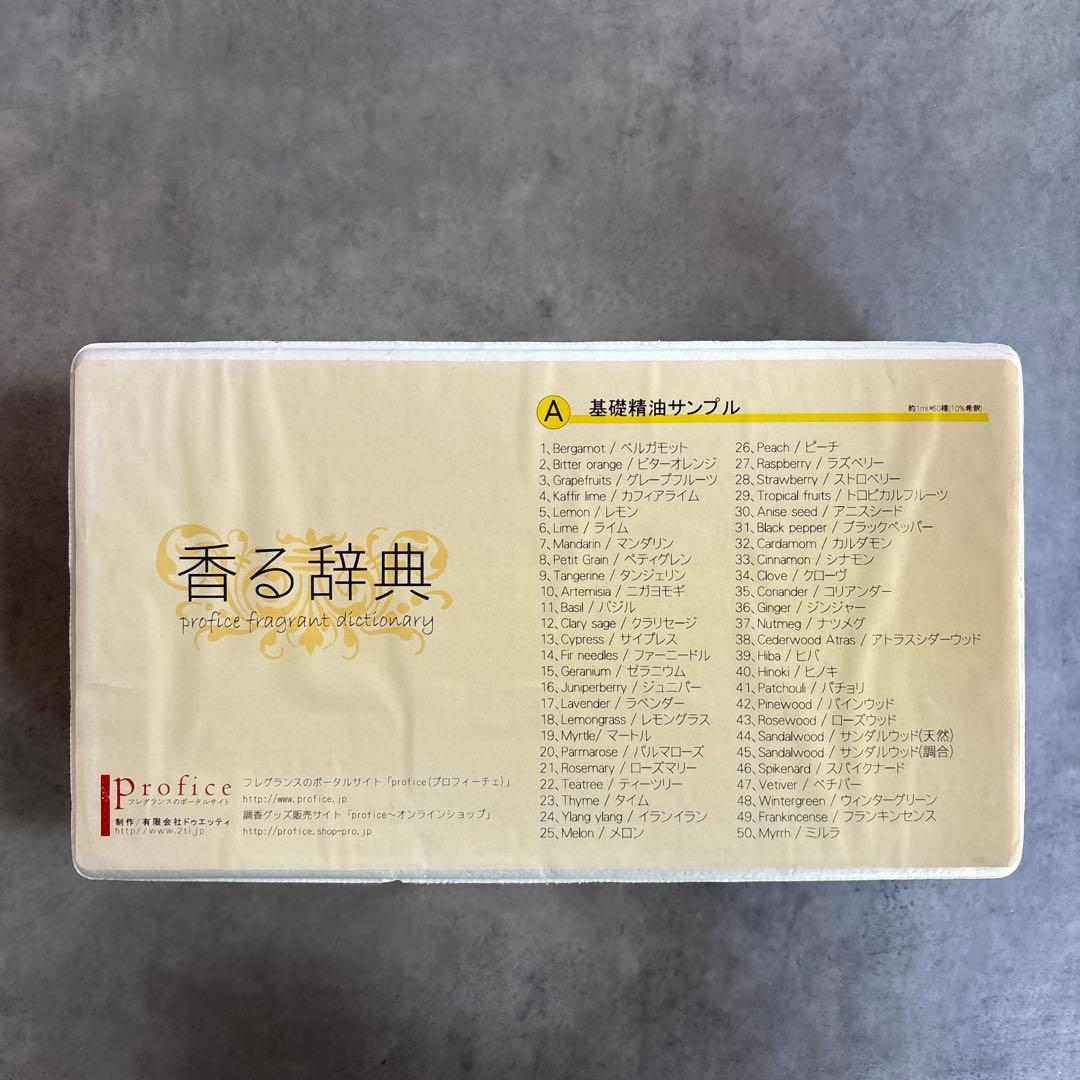 香る辞典
profice fragrant dictionary
profice
フレグランスのポータルサイト
制作/有限会社ドゥエッティ
http://www.2ti.jp
フレグランスのポータルサイト「profice(プロフィーチェ)」
http://www.profice.jp
調香グッズ販売サイト「profice～オンラインショップ」
http://profice.shop-pro.jp
A 基礎精油サンプル 約1ml×50種(10%希釈)
1、Bergamot / ベルガモット
2、Bitter orange / ビターオレンジ
3、Grapefruits / グレープフルーツ
4、Kaffir lime / カフィアライム
5、Lemon / レモン
6、Lime / ライム
7、Mandarin / マンダリン
8、Petit Grain / ペティグレン
9、Tangerine / タンジェリン
10、Artemisia / ニガヨモギ
11、Basil / バジル
12、Clary sage / クラリセージ
13、Cypress / サイプレス
14、Fir needles / ファーニードル
15、Geranium / ゼラニウム
16、Juniperberry / ジュニパー
17、Lavender / ラベンダー
18、Lemongrass / レモングラス
19、Myrtle/ マートル
20、Parmarose / パルマローズ
21、Rosemary / ローズマリー
22、Teatree / ティーツリー
23、Thyme / タイム
24、Ylang ylang / イランイラン
25、Melon / メロン
26、Peach / ピーチ
27、Raspberry / ラズベリー
28、Strawberry / ストロベリー
29、Tropical fruits / トロピカルフルーツ
30、Anise seed / アニスシード
31、Black pepper / ブラックペッパー
32、Cardamom / カルダモン
33、Cinnamon / シナモン
34、Clove / クローヴ
35、Coriander / コリアンダー
36、Ginger / ジンジャー
37、Nutmeg / ナツメグ
38、Cederwood Atras / アトラスシダーウッド
39、Hiba / ヒバ
40、Hinoki / ヒノキ
41、Patchouli / パチョリ
42、Pinewood / パインウッド
43、Rosewood / ローズウッド
44、Sandalwood / サンダルウッド(天然)
45、Sandalwood / サンダルウッド(調合)
46、Spikenard / スパイクナード
47、Vetiver / ベチバー
48、Wintergreen / ウィンターグリーン
49、Frankincense / フランキンセンス
50、Myrrh / ミルラ